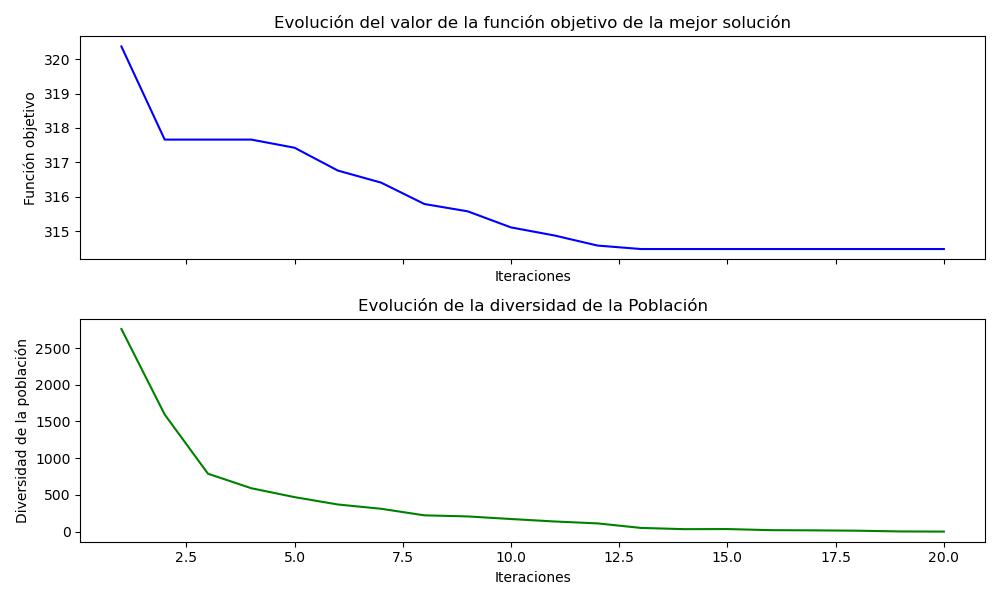 Evolución del valor de la función objetivo de la mejor solución
Función objetivo
320
319
318
317
316
315
Iteraciones
Evolución de la diversidad de la Población
Diversidad de la población
2500
2000
1500
1000
500
0
2.5 5.0 7.5 10.0 12.5 15.0 17.5 20.0
Iteraciones